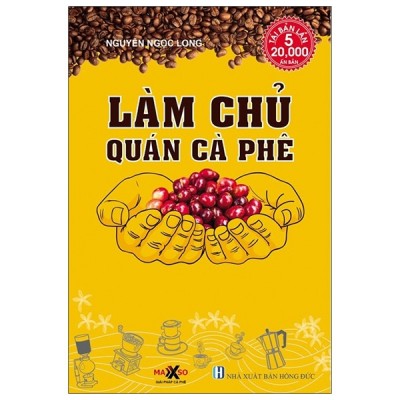 NGUYỄN NGỌC LONG
TÁI BẢN LẦN
5
20,000
ẤN BẢN
LÀM CHỦ
QUÁN CÀ PHÊ
MAXXSO
GIẢI PHÁP CÀ PHÊ
NHÀ XUẤT BẢN HỒNG ĐỨC